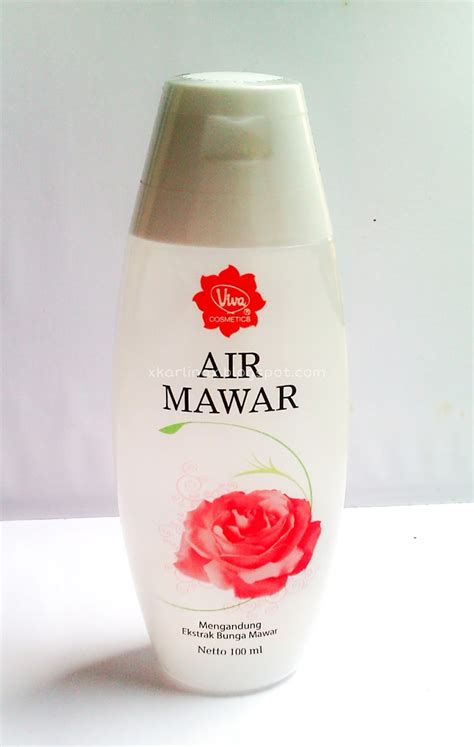 Viva
®
COSMETICS
AIR
MAWAR
Mengandung
Ekstrak Bunga Mawar
Netto 100 ml